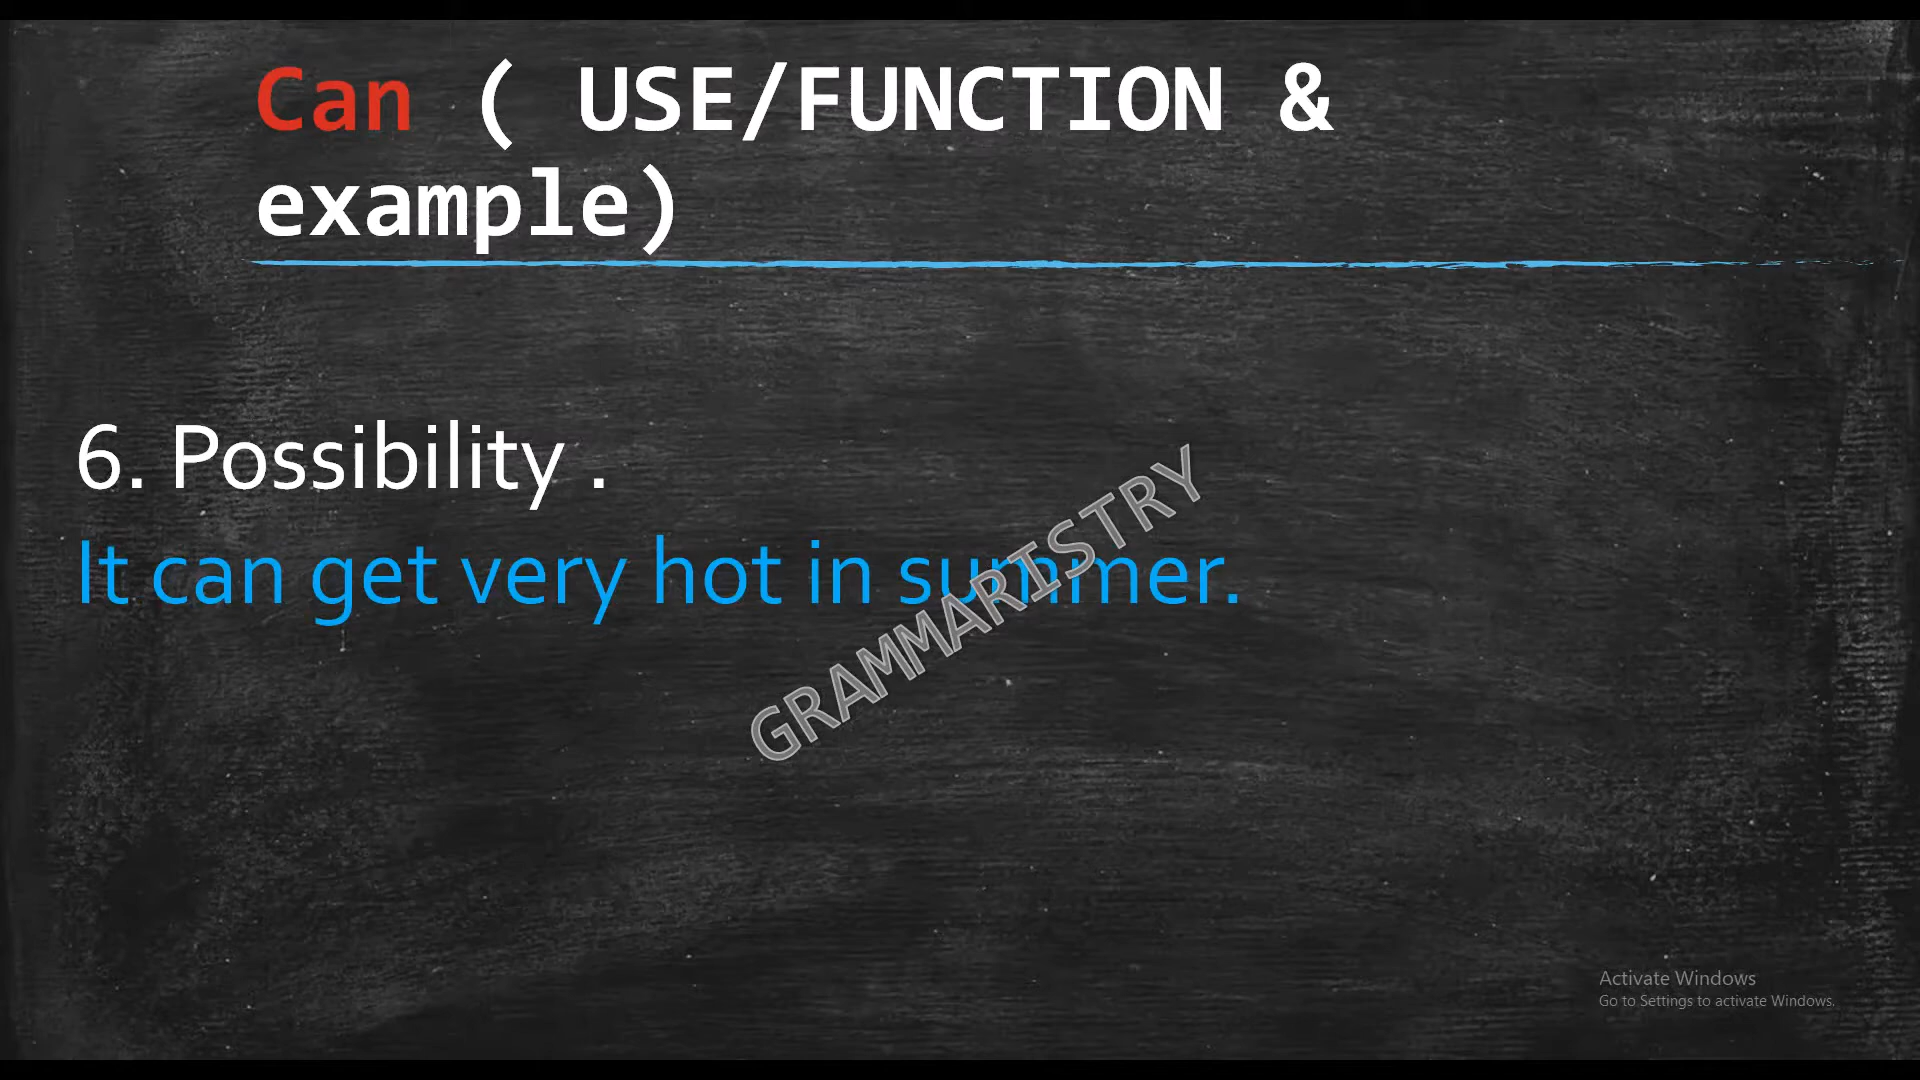 Can ( USE/FUNCTION &
example)
6. Possibility .
It can get very hot in summer.
GRAMMARISTRY
Activate Windows
Go to Settings to activate Windows.